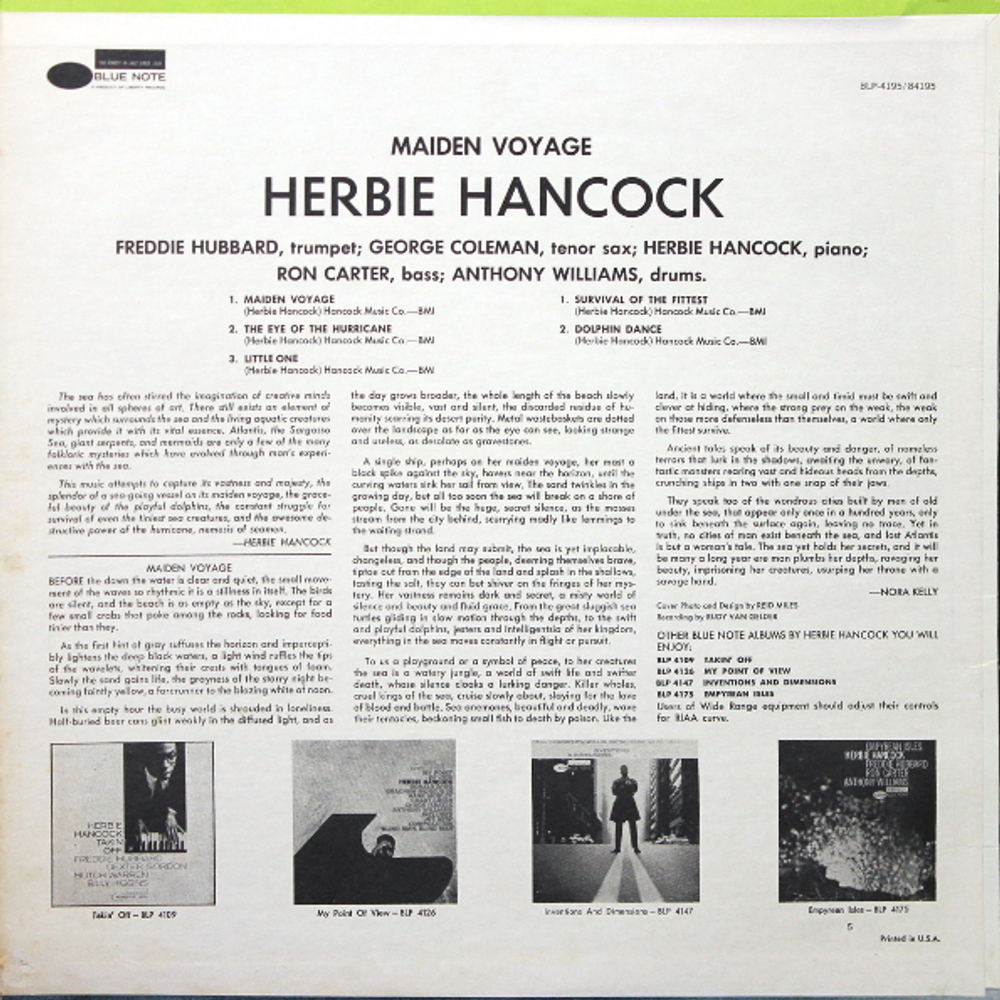 BLUE NOTE
A PRODUCT OF LIBERTY RECORDS
BLP-4195/84195
MAIDEN VOYAGE
HERBIE HANCOCK
FREDDIE HUBBARD, trumpet; GEORGE COLEMAN, tenor sax; HERBIE HANCOCK, piano;
RON CARTER, bass; ANTHONY WILLIAMS, drums.
1. MAIDEN VOYAGE
(Herbie Hancock) Hancock Music Co.—BMI
2. THE EYE OF THE HURRICANE
(Herbie Hancock) Hancock Music Co.—BMI
3. LITTLE ONE
(Herbie Hancock) Hancock Music Co.—BMI
1. SURVIVAL OF THE FITTEST
(Herbie Hancock) Hancock Music Co.—BMI
2. DOLPHIN DANCE
(Herbie Hancock) Hancock Music Co.—BMI
The sea has often stirred the imagination of creative minds
involved in all spheres of art. There still exists an element of
mystery which surrounds the sea and the living aquatic creatures
which provide it with its vital essence. Atlantis, the Sargasso
Sea, giant serpents, and mermaids are only a few of the many
folkloric mysteries which have evolved through man's experi-
ences with the sea.
This music attempts to capture its vastness and majesty, the
splendor of a sea-going vessel on its maiden voyage, the grace-
ful beauty of the playful dolphins, the constant struggle for
survival of even the tiniest sea creatures, and the awesome de-
structive power of the hurricane, nemesis of seamen.
—HERBIE HANCOCK
MAIDEN VOYAGE
BEFORE the dawn the water is clear and quiet, the small move-
ment of the waves so rhythmic it is a stillness in itself. The birds
are silent, and the beach is as empty as the sky, except for a
few small crabs that poke among the rocks, looking for food
tinier than they.
As the first hint of gray suffuses the horizon and impercepti-
bly lightens the deep black waters, a light wind ruffles the tips
of the wavelets, whitening their crests with tongues of foam.
Slowly the sand gains life, the grayness of the starry night be-
coming faintly yellow, a forerunner to the blazing white at noon.
In this empty hour the busy world is shrouded in loneliness.
Half-buried beer cans glint weakly in the diffused light, and as
the day grows broader, the whole length of the beach slowly
becomes visible, vast and silent, the discarded residue of hu-
manity scarring its desert purity. Metal wastebaskets are dotted
over the landscape as far as the eye can see, looking strange
and useless, as desolate as gravestones.
A single ship, perhaps on her maiden voyage, her mast a
black spike against the sky, hovers near the horizon, until the
curving waters sink her sail from view. The sand twinkles in the
growing day, but all too soon the sea will break on a shore of
people. Gone will be the huge, secret silence, as the masses
stream from the city behind, scurrying madly like lemmings to
the waiting strand.
But though the land may submit, the sea is yet implacable,
changeless, and though the people, deeming themselves brave,
tiptoe out from the edge of the land and splash in the shallows,
tasting the salt, they can but shiver on the fringes of her mys-
tery. Her vastness remains dark and secret, a misty world of
silence and beauty and fluid grace. From the great sluggish sea
turtles gliding in slow motion through the depths, to the swift
and playful dolphins, jesters and intelligentsia of her kingdom,
everything in the sea moves constantly in flight or pursuit.
To us a playground or a symbol of peace, to her creatures
the sea is a watery jungle, a world of swift life and swifter
death, whose silence cloaks a lurking danger. Killer whales,
cruel kings of the sea, cruise slowly about, slaying for the love
of blood and battle. Sea anemones, beautiful and deadly, wave
their tentacles, beckoning small fish to death by poison. Like the
land, it is a world where the small and timid must be swift and
clever at hiding, where the strong prey on the weak, the weak
on those more defenseless than themselves, a world where only
the fittest survive.
Ancient tales speak of its beauty and danger, of nameless
terrors that lurk in the shadows, awaiting the unwary, of fan-
tastic monsters rearing vast and hideous heads from the depths,
crunching ships in two with one snap of their jaws.
They speak too of the wondrous cities built by men of old
under the sea, that appear only once in a hundred years, only
to sink beneath the surface again, leaving no trace. Yet in
truth, no cities of man exist beneath the sea, and lost Atlantis
is but a woman's tale. The sea yet holds her secrets, and it will
be many a long year ere man plumbs her depths, ravaging her
beauty, imprisoning her creatures, usurping her throne with a
savage hand.
—NORA KELLY
Cover Photo and Design by REID MILES
Recording by RUDY VAN GELDER
OTHER BLUE NOTE ALBUMS BY HERBIE HANCOCK YOU WILL
ENJOY:
BLP 4109 TAKIN' OFF
BLP 4126 MY POINT OF VIEW
BLP 4147 INVENTIONS AND DIMENSIONS
BLP 4175 EMPYREAN ISLES
Users of Wide Range equipment should adjust their controls
for RIAA curve.
HERBIE
HANCOCK
TAKIN'
OFF
FREDDIE HUBBARD
DEXTER GORDON
BUTCH WARREN
BILLY HIGGINS
HERBIE HANCOCK
EMPYREAN ISLES
HERBIE HANCOCK
FREDDIE HUBBARD
RON CARTER
ANTHONY WILLIAMS
Takin' Off — BLP 4109
My Point Of View — BLP 4126
Inventions And Dimensions — BLP 4147
Empyrean Isles — BLP 4175
5
Printed in U.S.A.